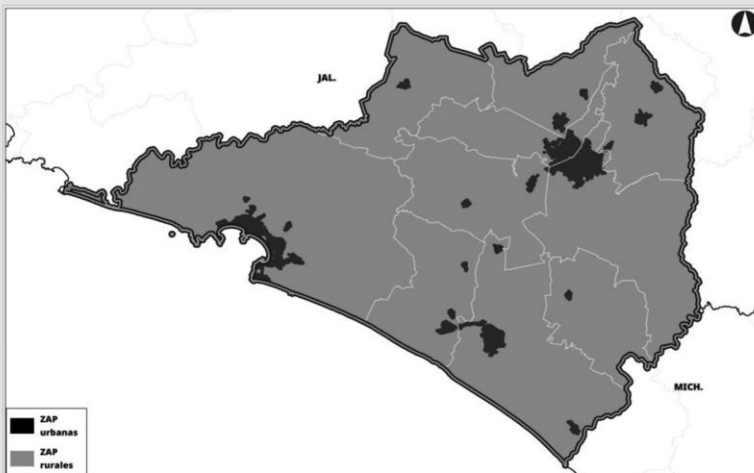 JAL.
MICH.
ZAP
urbanas
ZAP
rurales